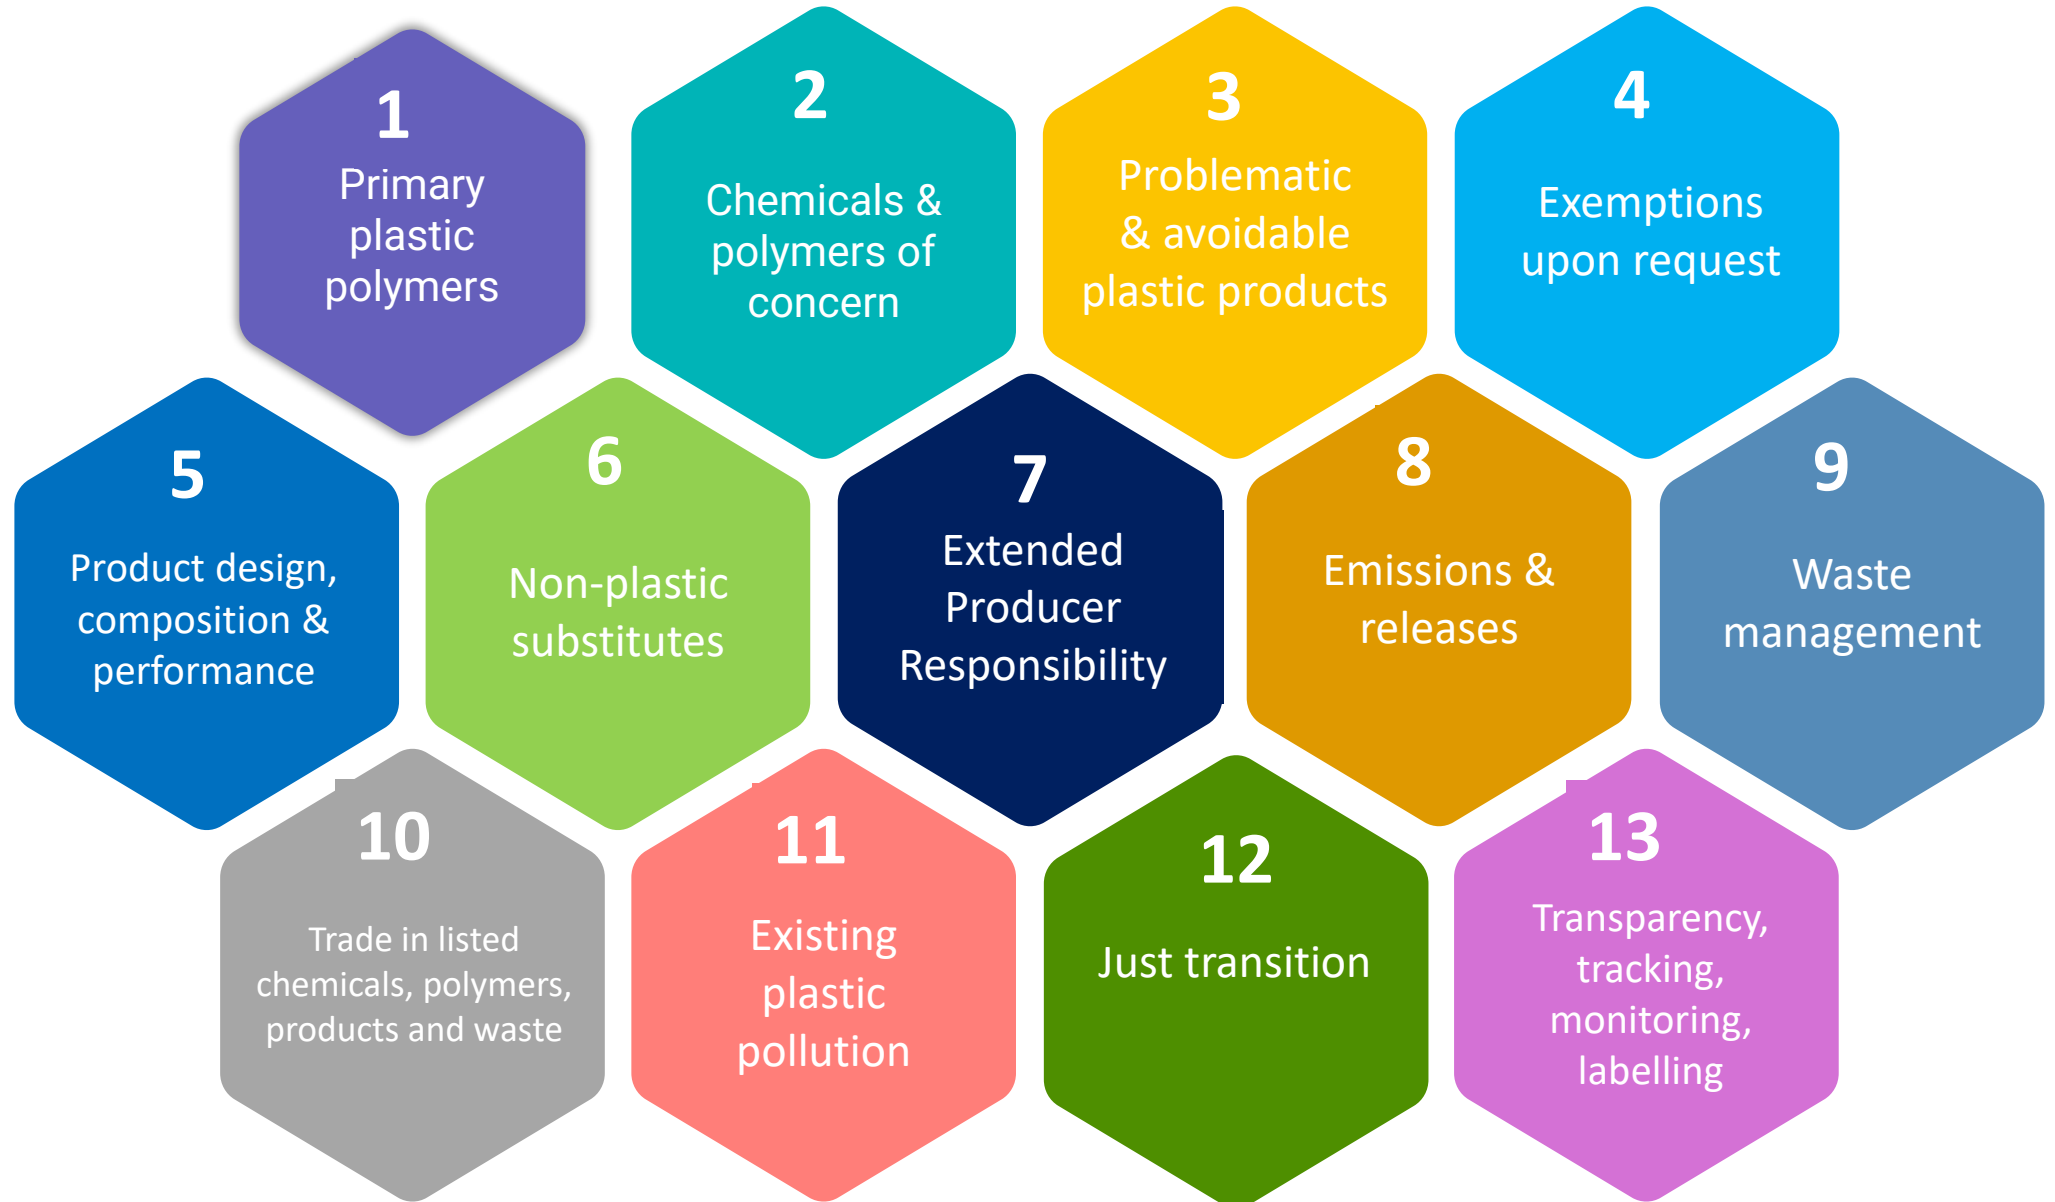 1
Primary
plastic
polymers
2
Chemicals &
polymers of
concern
3
Problematic
& avoidable
plastic products
4
Exemptions
upon request
5
Product design,
composition &
performance
6
Non-plastic
substitutes
7
Extended
Producer
Responsibility
8
Emissions &
releases
9
Waste
management
10
Trade in listed
chemicals, polymers,
products and waste
11
Existing
plastic
pollution
12
Just transition
13
Transparency,
tracking,
monitoring,
labelling